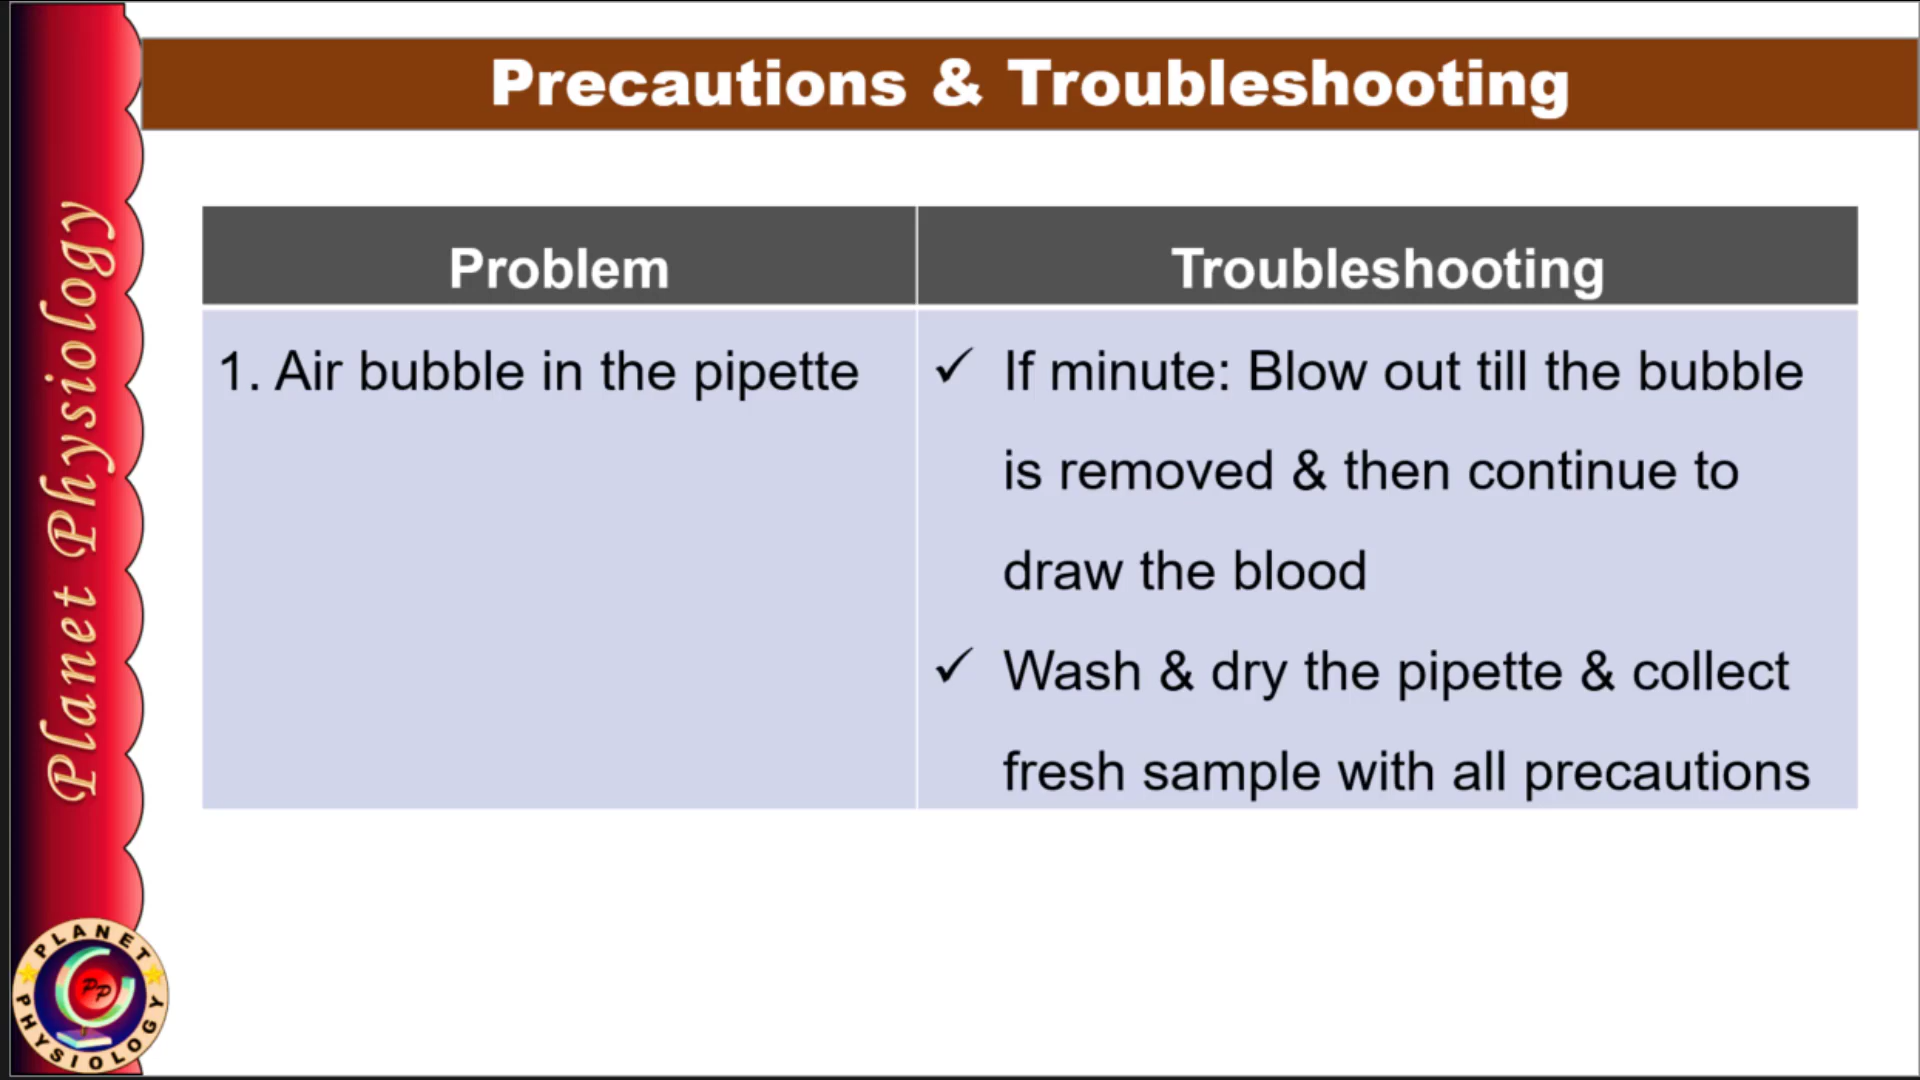 Precautions & Troubleshooting
Problem
Troubleshooting
1. Air bubble in the pipette
✓ If minute: Blow out till the bubble
is removed & then continue to
draw the blood
✓ Wash & dry the pipette & collect
fresh sample with all precautions
Planet Physiology
PLANET
PP
PHYSIOLOGY